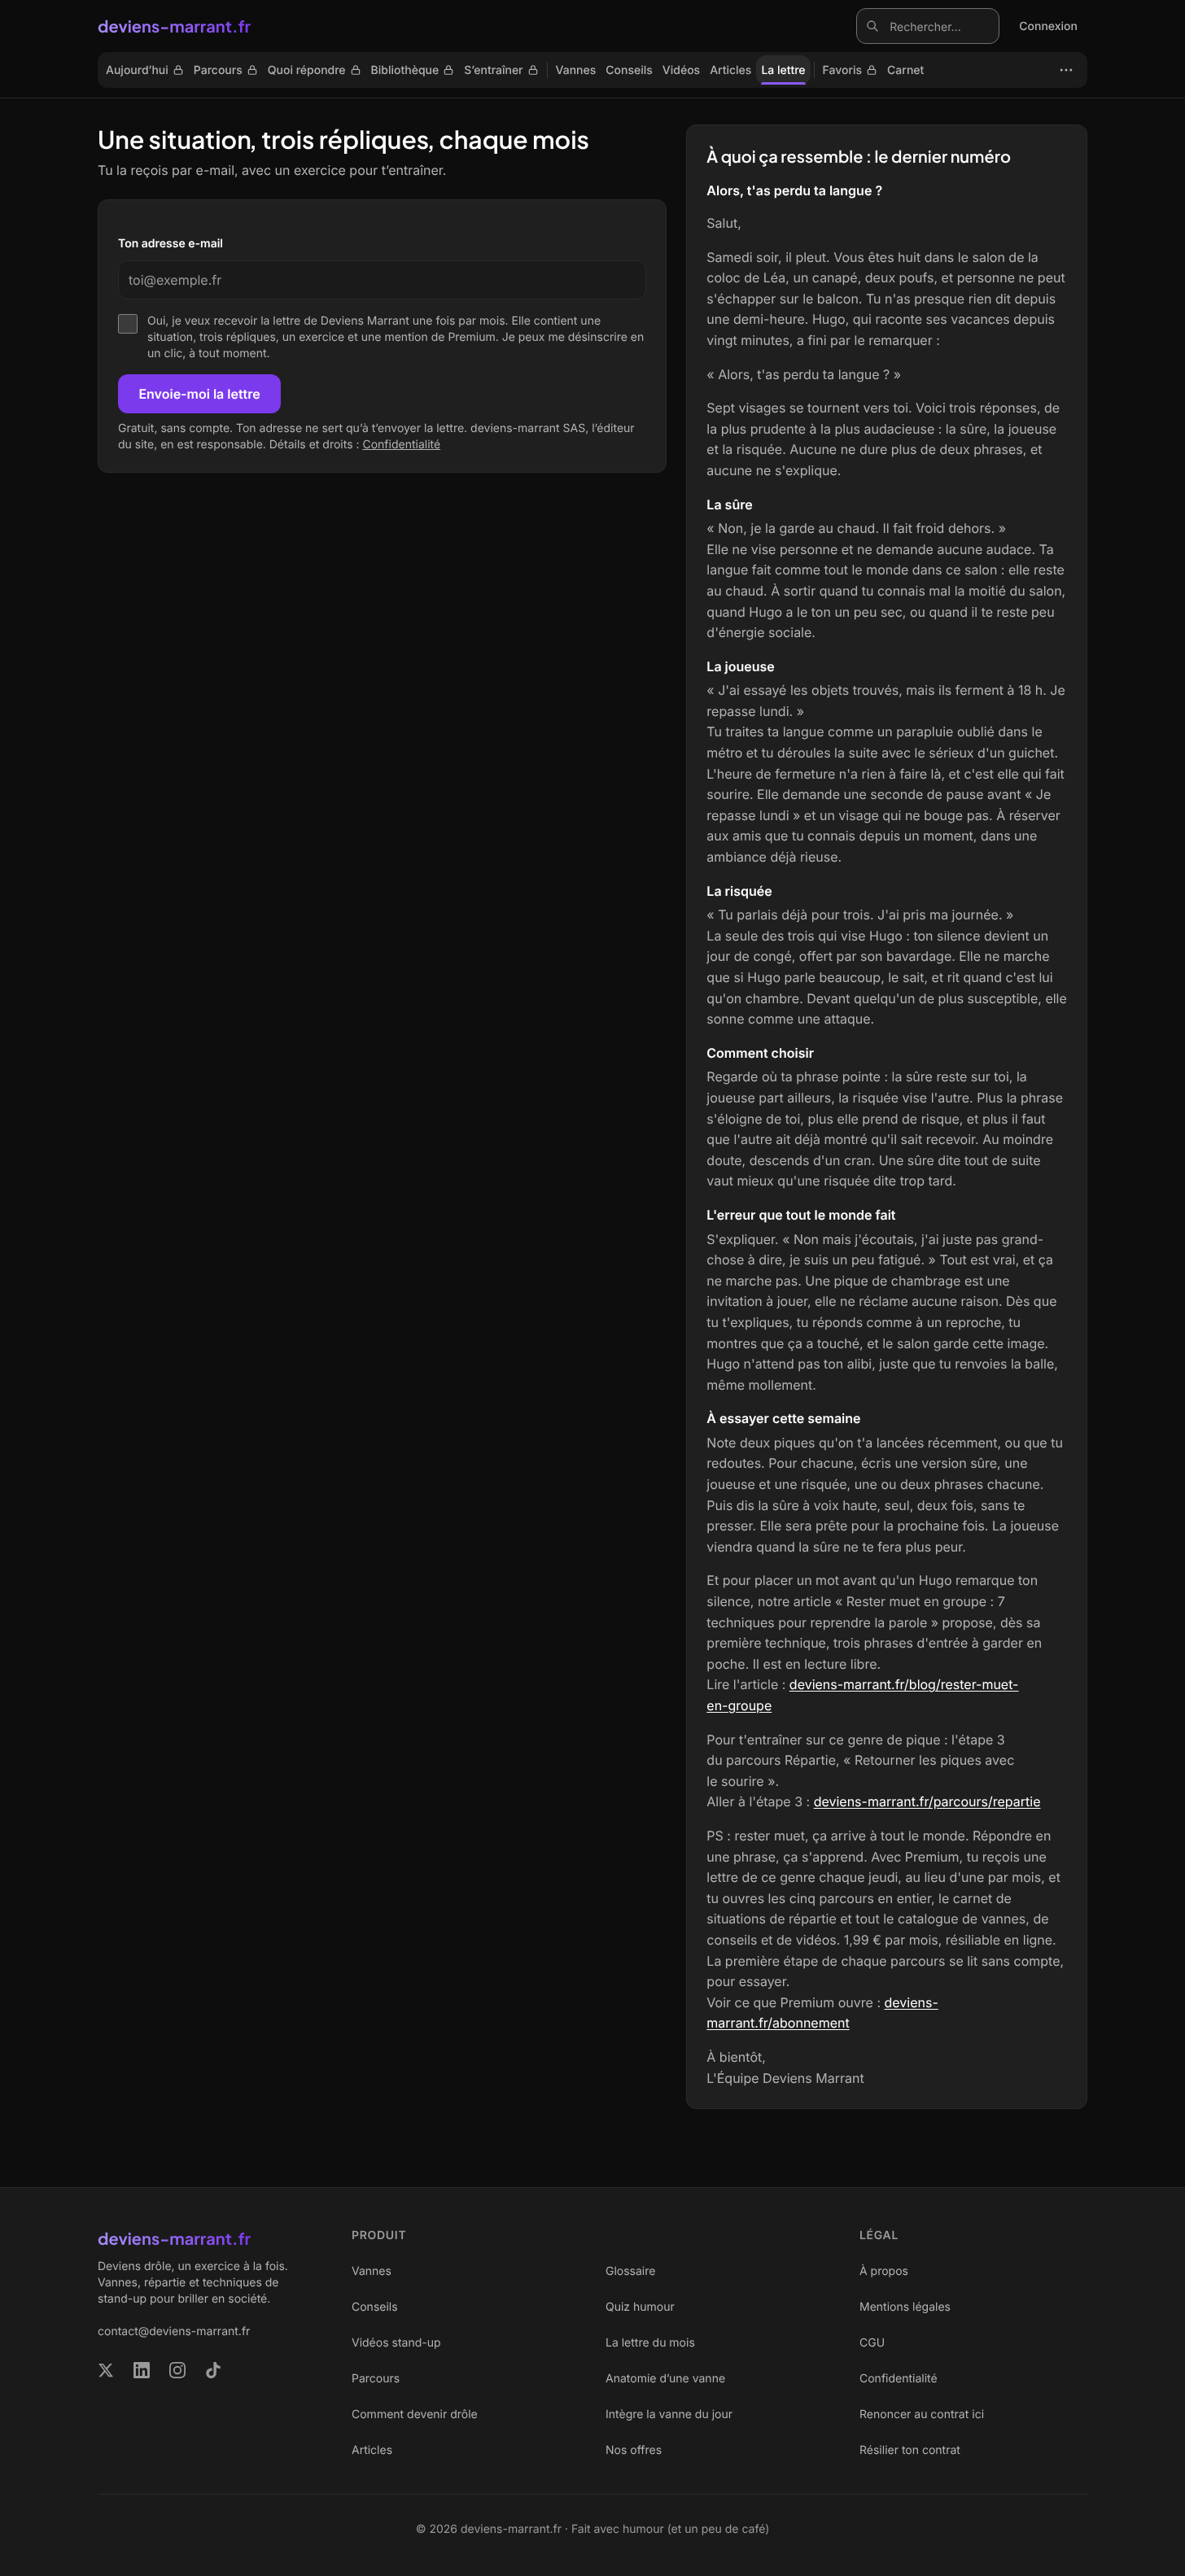 deviens-marrant.fr
Rechercher...
Connexion
Aujourd’hui Parcours Quoi répondre Bibliothèque S’entraîner Vannes Conseils Vidéos Articles La lettre Favoris Carnet
Une situation, trois répliques, chaque mois
Tu la reçois par e-mail, avec un exercice pour t’entraîner.
Ton adresse e-mail
toi@exemple.fr
Oui, je veux recevoir la lettre de Deviens Marrant une fois par mois. Elle contient une
situation, trois répliques, un exercice et une mention de Premium. Je peux me désinscrire en
un clic, à tout moment.
Envoie-moi la lettre
Gratuit, sans compte. Ton adresse ne sert qu’à t’envoyer la lettre. deviens-marrant SAS, l’éditeur
du site, en est responsable. Détails et droits : Confidentialité
À quoi ça ressemble : le dernier numéro
Alors, t'as perdu ta langue ?
Salut,
Samedi soir, il pleut. Vous êtes huit dans le salon de la
coloc de Léa, un canapé, deux poufs, et personne ne peut
s'échapper sur le balcon. Tu n'as presque rien dit depuis
une demi-heure. Hugo, qui raconte ses vacances depuis
vingt minutes, a fini par le remarquer :
« Alors, t'as perdu ta langue ? »
Sept visages se tournent vers toi. Voici trois réponses, de
la plus prudente à la plus audacieuse : la sûre, la joueuse
et la risquée. Aucune ne dure plus de deux phrases, et
aucune ne s'explique.
La sûre
« Non, je la garde au chaud. Il fait froid dehors. »
Elle ne vise personne et ne demande aucune audace. Ta
langue fait comme tout le monde dans ce salon : elle reste
au chaud. À sortir quand tu connais mal la moitié du salon,
quand Hugo a le ton un peu sec, ou quand il te reste peu
d'énergie sociale.
La joueuse
« J'ai essayé les objets trouvés, mais ils ferment à 18 h. Je
repasse lundi. »
Tu traites ta langue comme un parapluie oublié dans le
métro et tu déroules la suite avec le sérieux d'un guichet.
L'heure de fermeture n'a rien à faire là, et c'est elle qui fait
sourire. Elle demande une seconde de pause avant « Je
repasse lundi » et un visage qui ne bouge pas. À réserver
aux amis que tu connais depuis un moment, dans une
ambiance déjà rieuse.
La risquée
« Tu parlais déjà pour trois. J'ai pris ma journée. »
La seule des trois qui vise Hugo : ton silence devient un
jour de congé, offert par son bavardage. Elle ne marche
que si Hugo parle beaucoup, le sait, et rit quand c'est lui
qu'on chambre. Devant quelqu'un de plus susceptible, elle
sonne comme une attaque.
Comment choisir
Regarde où ta phrase pointe : la sûre reste sur toi, la
joueuse part ailleurs, la risquée vise l'autre. Plus la phrase
s'éloigne de toi, plus elle prend de risque, et plus il faut
que l'autre ait déjà montré qu'il sait recevoir. Au moindre
doute, descends d'un cran. Une sûre dite tout de suite
vaut mieux qu'une risquée dite trop tard.
L'erreur que tout le monde fait
S'expliquer. « Non mais j'écoutais, j'ai juste pas grand-
chose à dire, je suis un peu fatigué. » Tout est vrai, et ça
ne marche pas. Une pique de chambrage est une
invitation à jouer, elle ne réclame aucune raison. Dès que
tu t'expliques, tu réponds comme à un reproche, tu
montres que ça a touché, et le salon garde cette image.
Hugo n'attend pas ton alibi, juste que tu renvoies la balle,
même mollement.
À essayer cette semaine
Note deux piques qu'on t'a lancées récemment, ou que tu
redoutes. Pour chacune, écris une version sûre, une
joueuse et une risquée, une ou deux phrases chacune.
Puis dis la sûre à voix haute, seul, deux fois, sans te
presser. Elle sera prête pour la prochaine fois. La joueuse
viendra quand la sûre ne te fera plus peur.
Et pour placer un mot avant qu'un Hugo remarque ton
silence, notre article « Rester muet en groupe : 7
techniques pour reprendre la parole » propose, dès sa
première technique, trois phrases d'entrée à garder en
poche. Il est en lecture libre.
Lire l'article : deviens-marrant.fr/blog/rester-muet-
en-groupe
Pour t'entraîner sur ce genre de pique : l'étape 3
du parcours Répartie, « Retourner les piques avec
le sourire ».
Aller à l'étape 3 : deviens-marrant.fr/parcours/repartie
PS : rester muet, ça arrive à tout le monde. Répondre en
une phrase, ça s'apprend. Avec Premium, tu reçois une
lettre de ce genre chaque jeudi, au lieu d'une par mois, et
tu ouvres les cinq parcours en entier, le carnet de
situations de répartie et tout le catalogue de vannes, de
conseils et de vidéos. 1,99 € par mois, résiliable en ligne.
La première étape de chaque parcours se lit sans compte,
pour essayer.
Voir ce que Premium ouvre : deviens-
marrant.fr/abonnement
À bientôt,
L'Équipe Deviens Marrant
deviens-marrant.fr
Deviens drôle, un exercice à la fois.
Vannes, répartie et techniques de
stand-up pour briller en société.
contact@deviens-marrant.fr
PRODUIT
Vannes
Conseils
Vidéos stand-up
Parcours
Comment devenir drôle
Articles
Glossaire
Quiz humour
La lettre du mois
Anatomie d’une vanne
Intègre la vanne du jour
Nos offres
LÉGAL
À propos
Mentions légales
CGU
Confidentialité
Renoncer au contrat ici
Résilier ton contrat
© 2026 deviens-marrant.fr · Fait avec humour (et un peu de café)